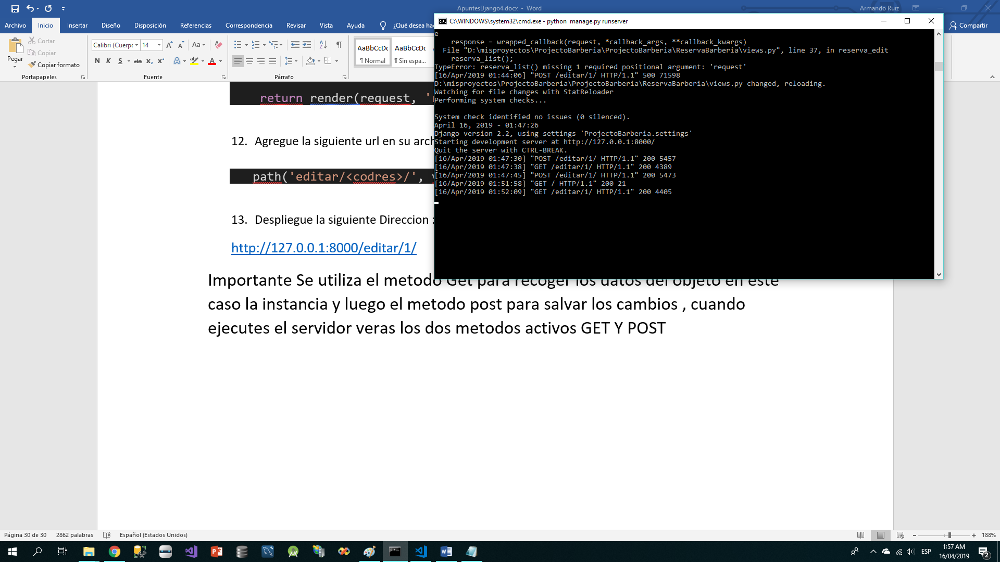 ApuntesDjango4.docx - Word
Armando Ruiz
Archivo Inicio Insertar Diseño Disposición Referencias Correspondencia Revisar Vista Ayuda ¿Qué desea ha
Compartir
Pegar
Cortar
Copiar
Copiar formato
Portapapeles
Calibri (Cuerp 14
N K S abc x₂ x²
Fuente
Párrafo
AaBbCcDc AaBbCcDc
¶ Normal ¶ Sin espa...
C:\WINDOWS\system32\cmd.exe - python manage.py runserver
e
response = wrapped_callback(request, *callback_args, **callback_kwargs)
File "D:\misproyectos\ProjectoBarberia\ProjectoBarberia\ReservaBarberia\views.py", line 37, in reserva_edit
reserva_list();
TypeError: reserva_list() missing 1 required positional argument: 'request'
[16/Apr/2019 01:44:06] "POST /editar/1/ HTTP/1.1" 500 71598
D:\misproyectos\ProjectoBarberia\ProjectoBarberia\ReservaBarberia\views.py changed, reloading.
Watching for file changes with StatReloader
Performing system checks...
System check identified no issues (0 silenced).
April 16, 2019 - 01:47:26
Django version 2.2, using settings 'ProjectoBarberia.settings'
Starting development server at http://127.0.0.1:8000/
Quit the server with CTRL-BREAK.
[16/Apr/2019 01:47:30] "POST /editar/1/ HTTP/1.1" 200 5457
[16/Apr/2019 01:47:38] "GET /editar/1/ HTTP/1.1" 200 4389
[16/Apr/2019 01:47:45] "POST /editar/1/ HTTP/1.1" 200 5473
[16/Apr/2019 01:51:58] "GET / HTTP/1.1" 200 21
[16/Apr/2019 01:52:09] "GET /editar/1/ HTTP/1.1" 200 4405
return render(request, '
12. Agregue la siguiente url en su arch
path('editar/<codres>/',
13. Despliegue la siguiente Direccion :
http://127.0.0.1:8000/editar/1/
Importante Se utiliza el metodo Get para recoger los datos del objeto en este
caso la instancia y luego el metodo post para salvar los cambios , cuando
ejecutes el servidor veras los dos metodos activos GET Y POST
Página 30 de 30 2862 palabras Español (Estados Unidos) 188%
ESP
1:57 AM
16/04/2019
2